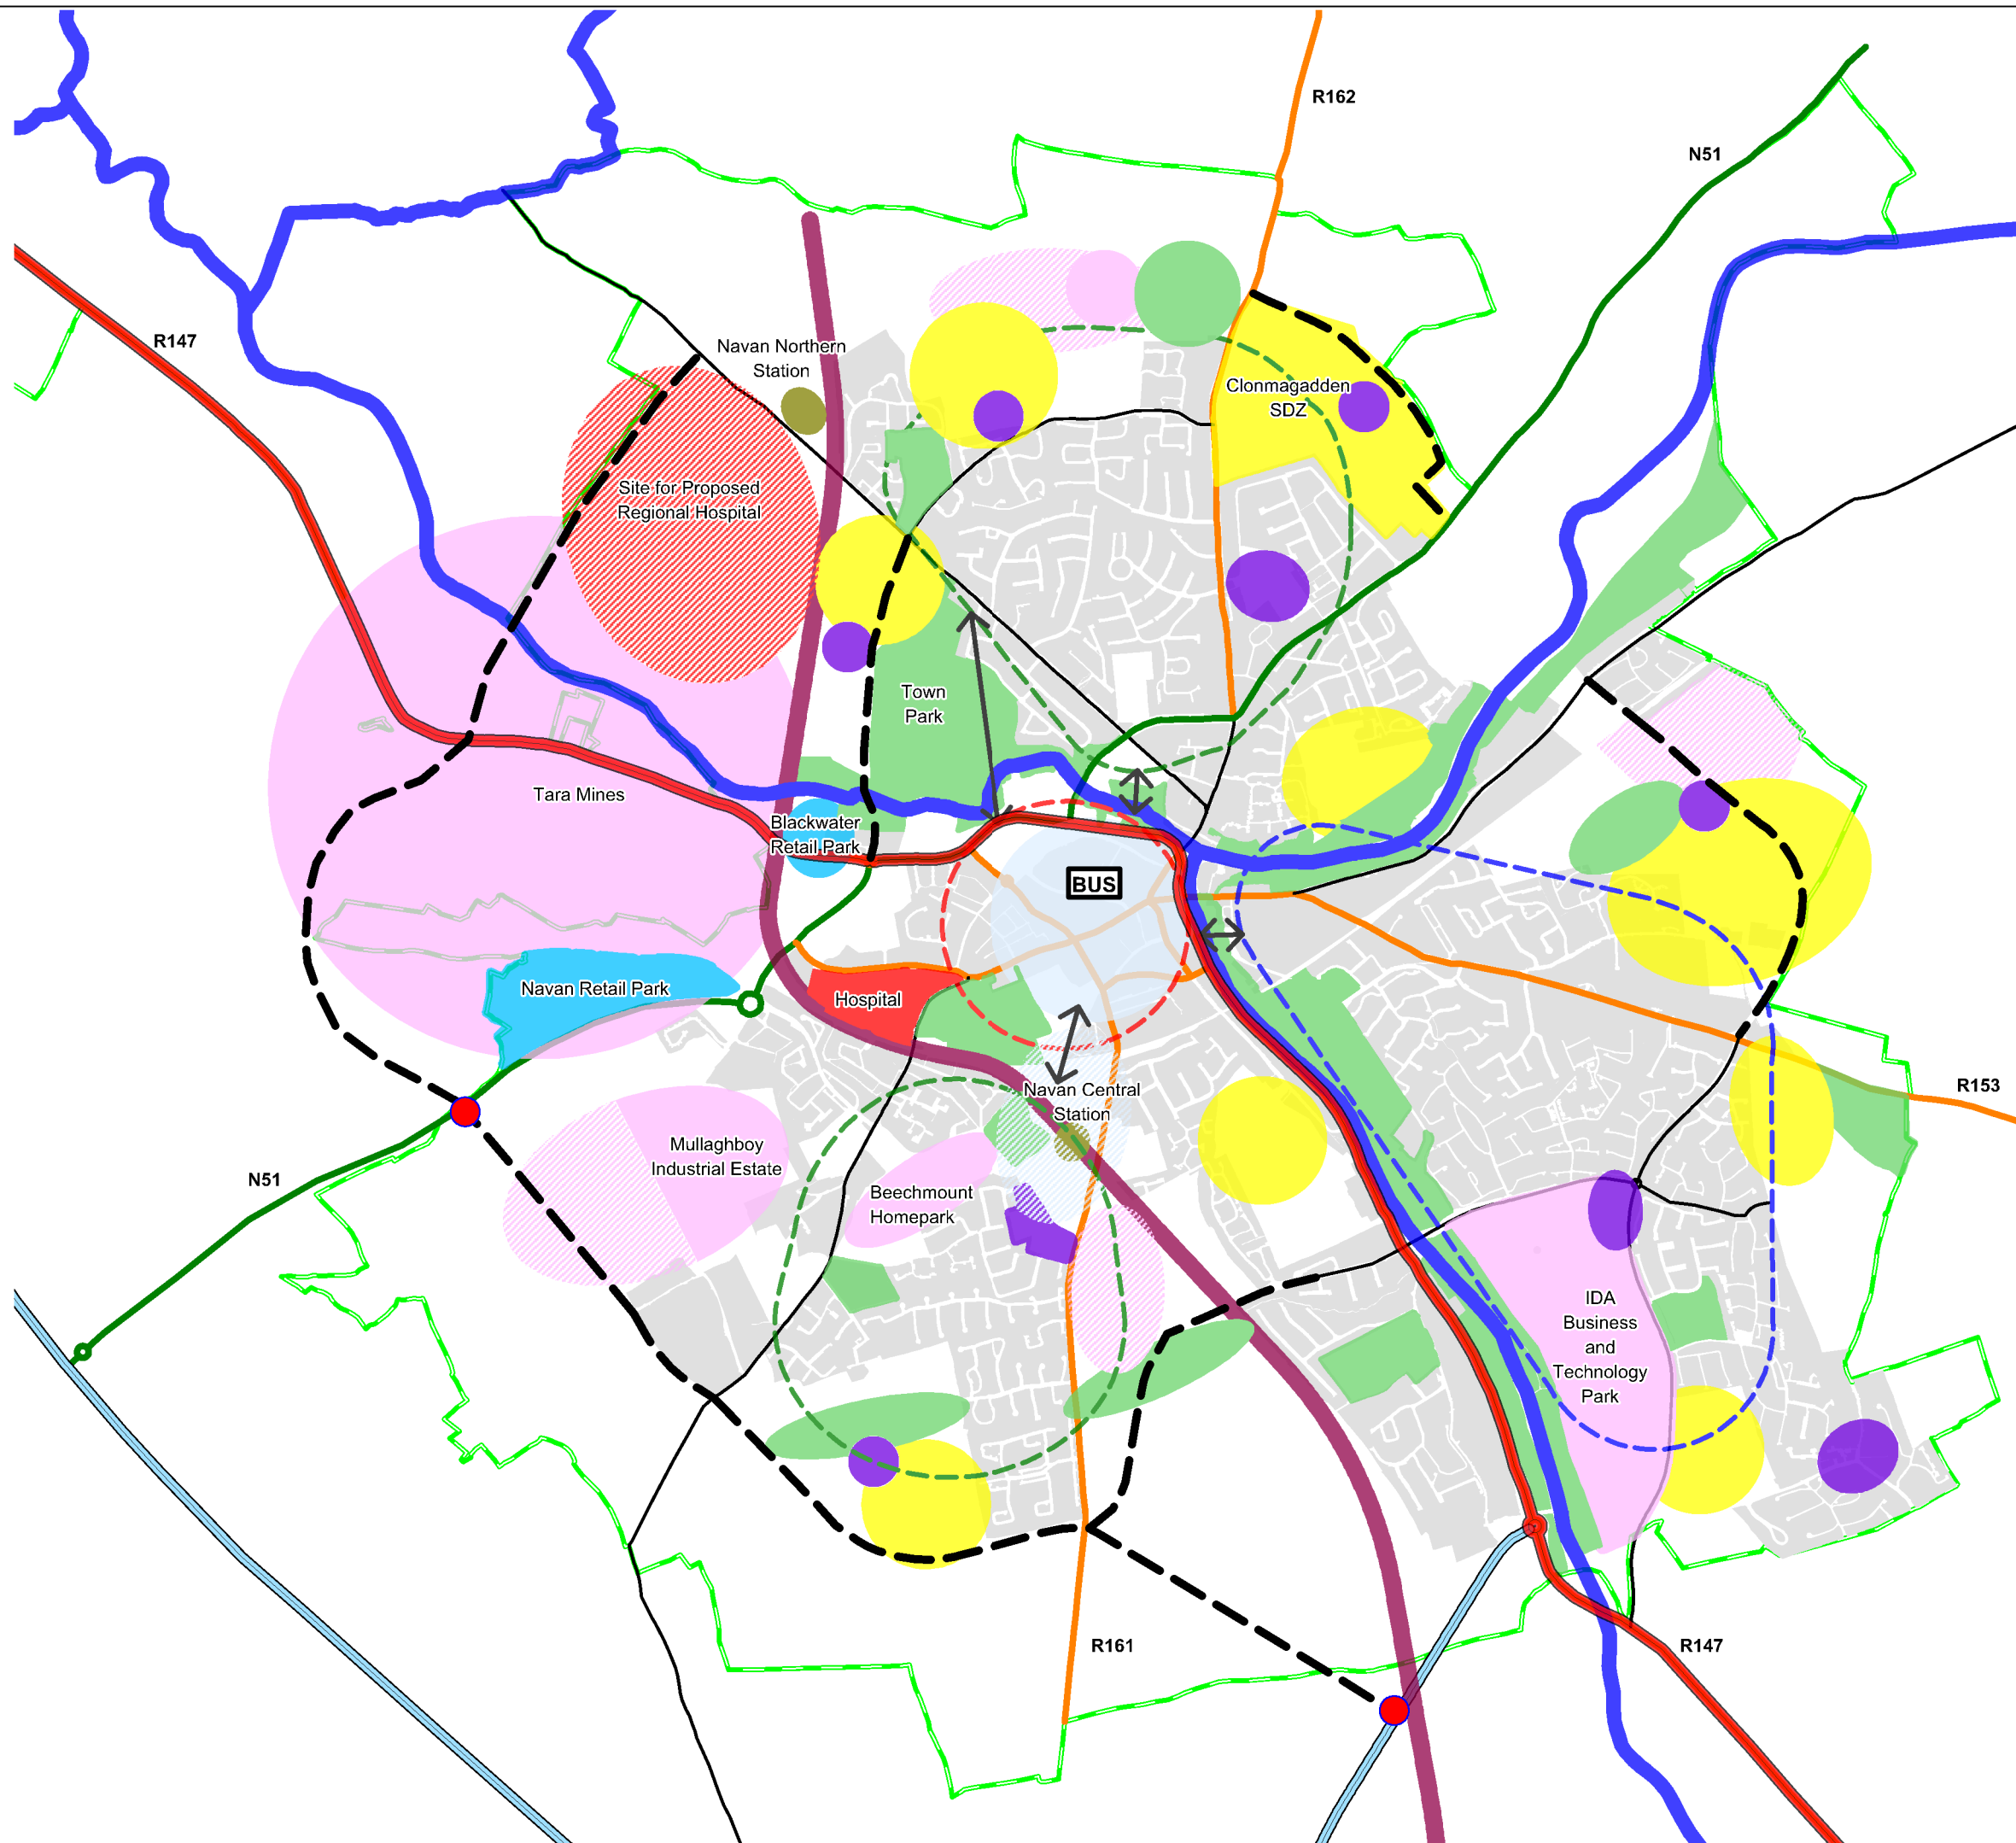 R162
N51
R147
Navan Northern
Station
Clonmagadden
SDZ
Site for Proposed
Regional Hospital
Town
Park
Tara Mines
Blackwater
Retail Park
BUS
Navan Retail Park
Hospital
Navan Central
Station
R153
Mullaghboy
Industrial Estate
N51
Beechmount
Homepark
IDA
Business
and
Technology
Park
R161
R147